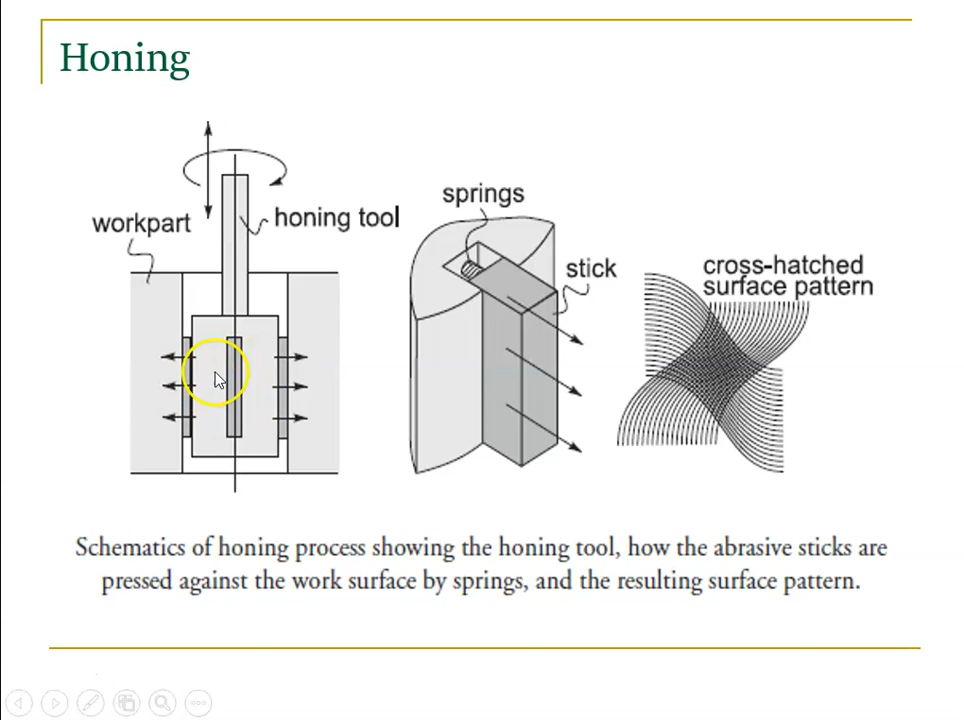 Honing
workpart
honing tool
springs
stick
cross-hatched
surface pattern
Schematics of honing process showing the honing tool, how the abrasive sticks are
pressed against the work surface by springs, and the resulting surface pattern.